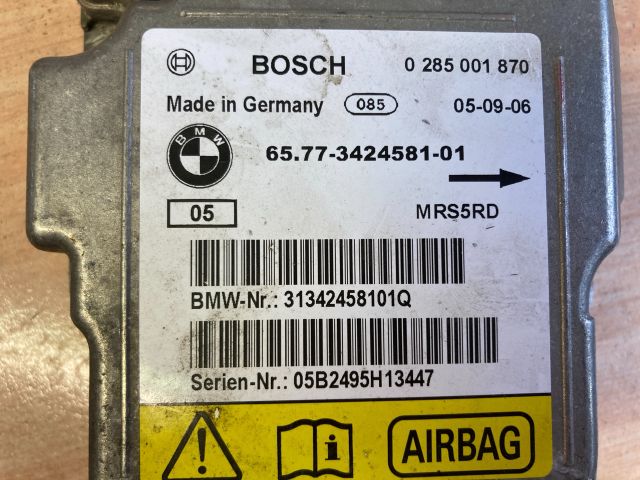 BOSCH 0 285 001 870
Made in Germany 085 05-09-06
BMW 65.77-3424581-01
05 MRS5RD
BMW-Nr.: 31342458101Q
Serien-Nr.: 05B2495H13447
AIRBAG